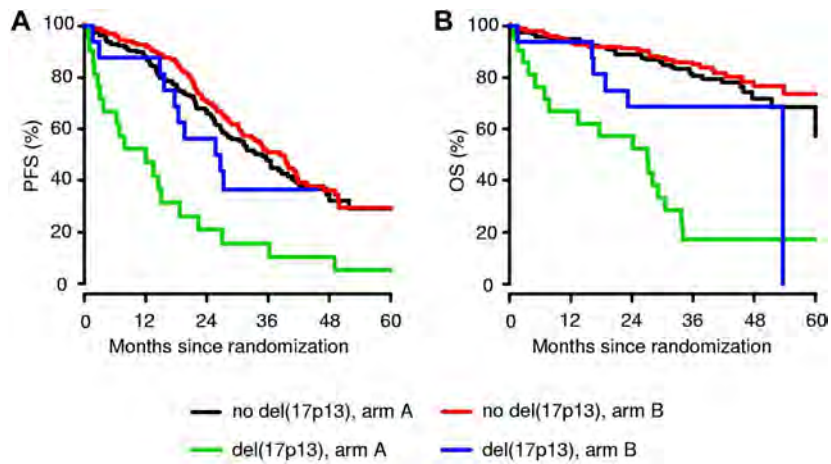 A
100
80
60
40
20
0
PFS (%)
0 12 24 36 48 60
Months since randomization
B
100
80
60
40
20
0
OS (%)
0 12 24 36 48 60
Months since randomization
no del(17p13), arm A
no del(17p13), arm B
del(17p13), arm A
del(17p13), arm B